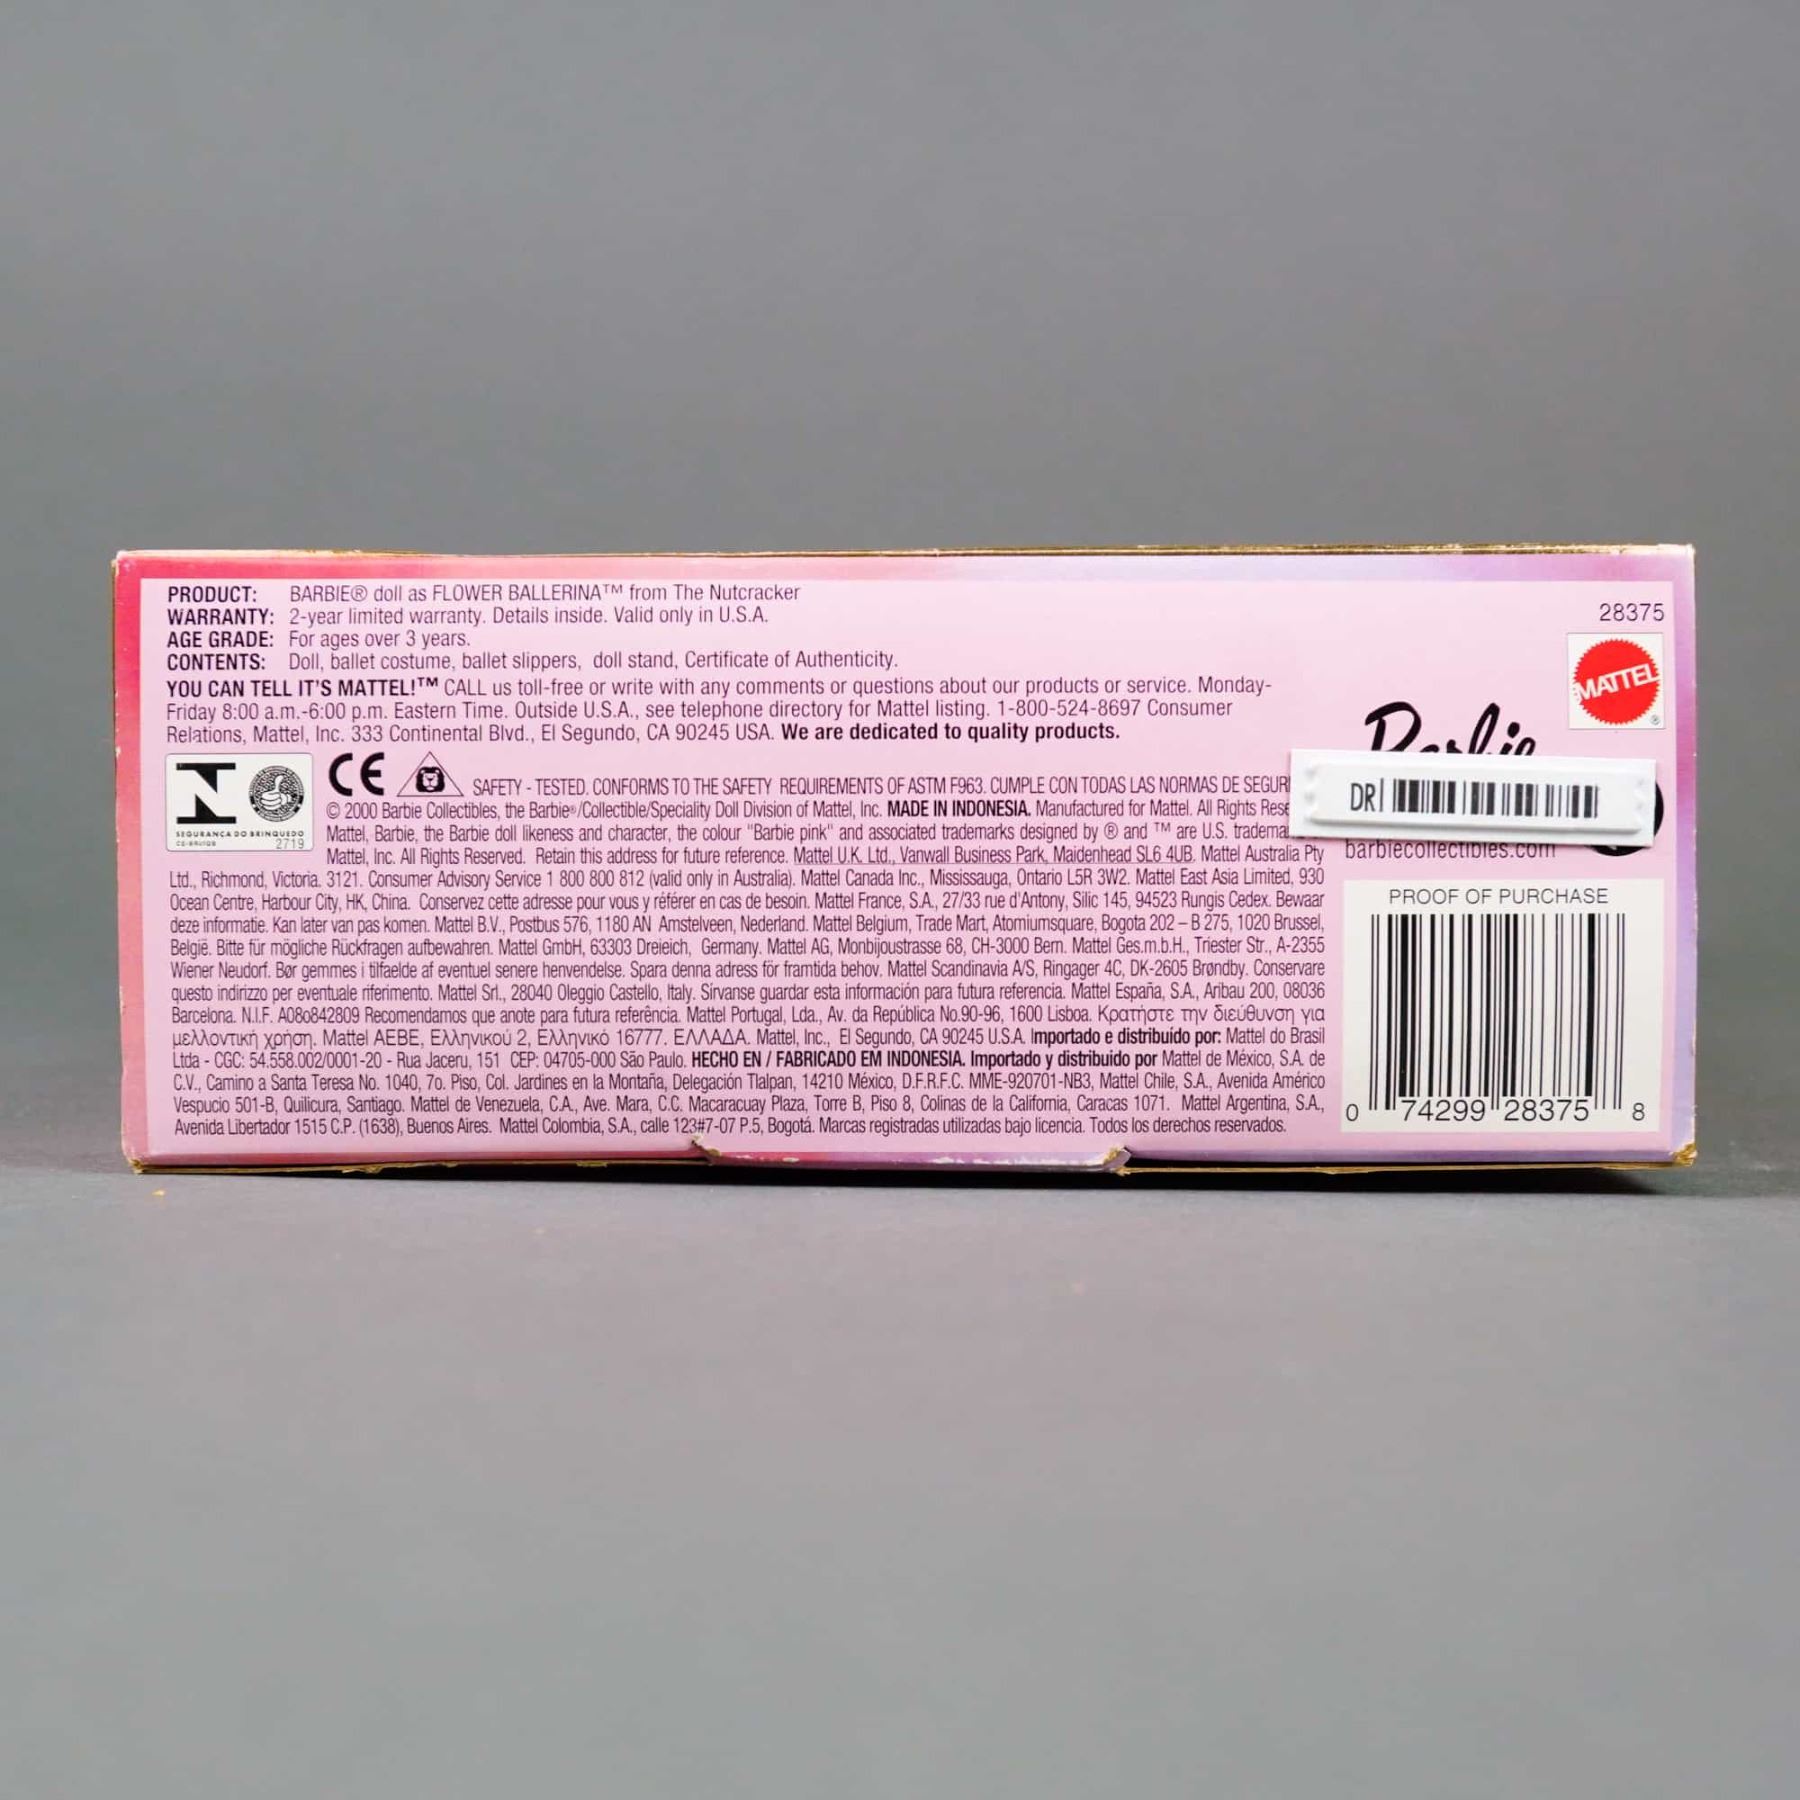 PRODUCT: BARBIE® doll as FLOWER BALLERINA™ from The Nutcracker
WARRANTY: 2-year limited warranty. Details inside. Valid only in U.S.A.
AGE GRADE: For ages over 3 years.
CONTENTS: Doll, ballet costume, ballet slippers, doll stand, Certificate of Authenticity.
YOU CAN TELL IT'S MATTEL!™ CALL us toll-free or write with any comments or questions about our products or service. Monday-
Friday 8:00 a.m.-6:00 p.m. Eastern Time. Outside U.S.A., see telephone directory for Mattel listing. 1-800-524-8697 Consumer
Relations, Mattel, Inc. 333 Continental Blvd., El Segundo, CA 90245 USA. We are dedicated to quality products.
N
SEGURANÇA DO BRINQUEDO
2719
CE
SAFETY - TESTED. CONFORMS TO THE SAFETY REQUIREMENTS OF ASTM F963. CUMPLE CON TODAS LAS NORMAS DE SEGURI
© 2000 Barbie Collectibles, the Barbie®/Collectible/Speciality Doll Division of Mattel, Inc. MADE IN INDONESIA. Manufactured for Mattel. All Rights Rese
Mattel, Barbie, the Barbie doll likeness and character, the colour "Barbie pink" and associated trademarks designed by ® and ™ are U.S. tradema
Mattel, Inc. All Rights Reserved. Retain this address for future reference. Mattel U.K. Ltd., Vanwall Business Park, Maidenhead SL6 4UB. Mattel Australia Pty
Ltd., Richmond, Victoria. 3121. Consumer Advisory Service 1 800 800 812 (valid only in Australia). Mattel Canada Inc., Mississauga, Ontario L5R 3W2. Mattel East Asia Limited, 930
Ocean Centre, Harbour City, HK, China. Conservez cette adresse pour vous y référer en cas de besoin. Mattel France, S.A., 27/33 rue d'Antony, Silic 145, 94523 Rungis Cedex. Bewaar
deze informatie. Kan later van pas komen. Mattel B.V., Postbus 576, 1180 AN Amstelveen, Nederland. Mattel Belgium, Trade Mart, Atomiumsquare, Bogota 202 – B 275, 1020 Brussel,
België. Bitte für mögliche Rückfragen aufbewahren. Mattel GmbH, 63303 Dreieich, Germany. Mattel AG, Monbijoustrasse 68, CH-3000 Bern. Mattel Ges.m.b.H., Triester Str., A-2355
Wiener Neudorf. Bør gemmes i tilfaelde af eventuel senere henvendelse. Spara denna adress för framtida behov. Mattel Scandinavia A/S, Ringager 4C, DK-2605 Brøndby. Conservare
questo indirizzo per eventuale riferimento. Mattel Srl., 28040 Oleggio Castello, Italy. Sírvanse guardar esta información para futura referencia. Mattel España, S.A., Aribau 200, 08036
Barcelona. N.I.F. A08o842809 Recomendamos que anote para futura referência. Mattel Portugal, Lda., Av. da República No.90-96, 1600 Lisboa. Κρατήστε την διεύθυνση για
μελλοντική χρήση. Mattel AEBE, Ελληνικού 2, Ελληνικό 16777. ΕΛΛΑΔΑ. Mattel, Inc., El Segundo, CA 90245 U.S.A. Importado e distribuído por: Mattel do Brasil
Ltda - CGC: 54.558.002/0001-20 - Rua Jaceru, 151 CEP: 04705-000 São Paulo. HECHO EN / FABRICADO EM INDONESIA. Importado y distribuido por Mattel de México, S.A. de
C.V., Camino a Santa Teresa No. 1040, 7o. Piso, Col. Jardines en la Montaña, Delegación Tlalpan, 14210 México, D.F.R.F.C. MME-920701-NB3, Mattel Chile, S.A., Avenida Américo
Vespucio 501-B, Quilicura, Santiago. Mattel de Venezuela, C.A., Ave. Mara, C.C. Macaracuay Plaza, Torre B, Piso 8, Colinas de la California, Caracas 1071. Mattel Argentina, S.A.,
Avenida Libertador 1515 C.P. (1638), Buenos Aires. Mattel Colombia, S.A., calle 123#7-07 P.5, Bogotá. Marcas registradas utilizadas bajo licencia. Todos los derechos reservados.
28375
MATTEL®
Barbie
DR
barbiecollectibles.com
PROOF OF PURCHASE
0 74299 28375 8